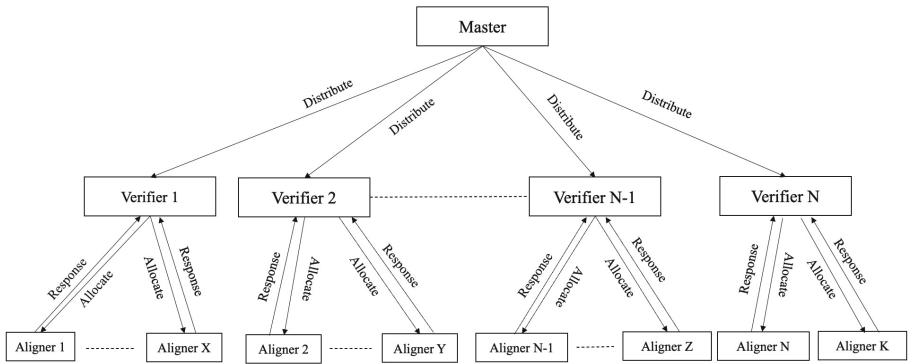 Master
Distribute
Distribute
Distribute
Distribute
Verifier 1
Verifier 2
Verifier N-1
Verifier N
Response
Allocate
Allocate
Response
Response
Allocate
Allocate
Response
Response
Allocate
Allocate
Response
Response
Allocate
Allocate
Response
Aligner 1
Aligner X
Aligner 2
Aligner Y
Aligner N-1
Aligner Z
Aligner N
Aligner K